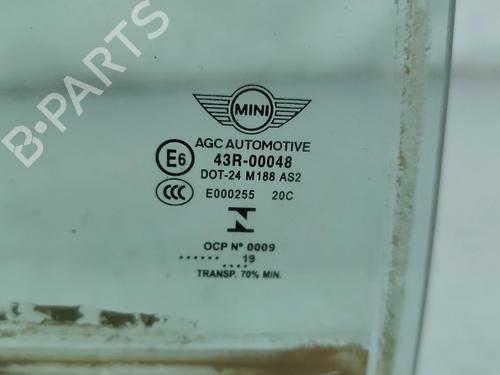 B-PARTS
MINI
AGC AUTOMOTIVE
E6 43R-00048
DOT-24 M188 AS2
CCC E000255 20C
OCP Nº 0009
...... 19
....
TRANSP. 70% MIN.